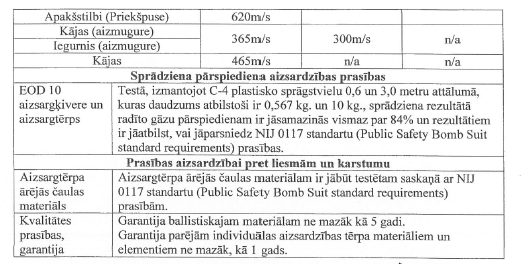 Apakšstilbi (Priekšpuse) 620m/s
Kājas (aizmugure)
Iegurnis (aizmugure) 365m/s 300m/s n/a
Kājas 465m/s n/a n/a
Sprādziena pārspiediena aizsardzības prasības
EOD 10 Testā, izmantojot C-4 plastisko sprāgstvielu 0,6 un 3,0 metru attālumā,
aizsargķivere un kuras daudzums atbilstoši ir 0,567 kg. un 10 kg., sprādziena rezultātā
aizsargtērps radīto gāzu pārspiedienam ir jāsamazinās vismaz par 84% un rezultātiem
ir jāatbilst, vai jāparsniedz NIJ 0117 standartu (Public Safety Bomb Suit
standard requirements) prasības.
Prasības aizsardzībai pret liesmām un karstumu
Aizsargtērpa Aizsargtērpa ārējās čaulas materiālam ir jābūt testētam saskaņā ar NIJ
ārējās čaulas 0117 standartu (Public Safety Bomb Suit standard requirements)
materiāls prasībām.
Kvalitātes Garantija ballistiskajam materiālam ne mazāk kā 5 gadi.
prasības, Garantija parējām individuālas aizsardzības tērpa materiāliem un
garantija elementiem ne mazāk, kā 1 gads.